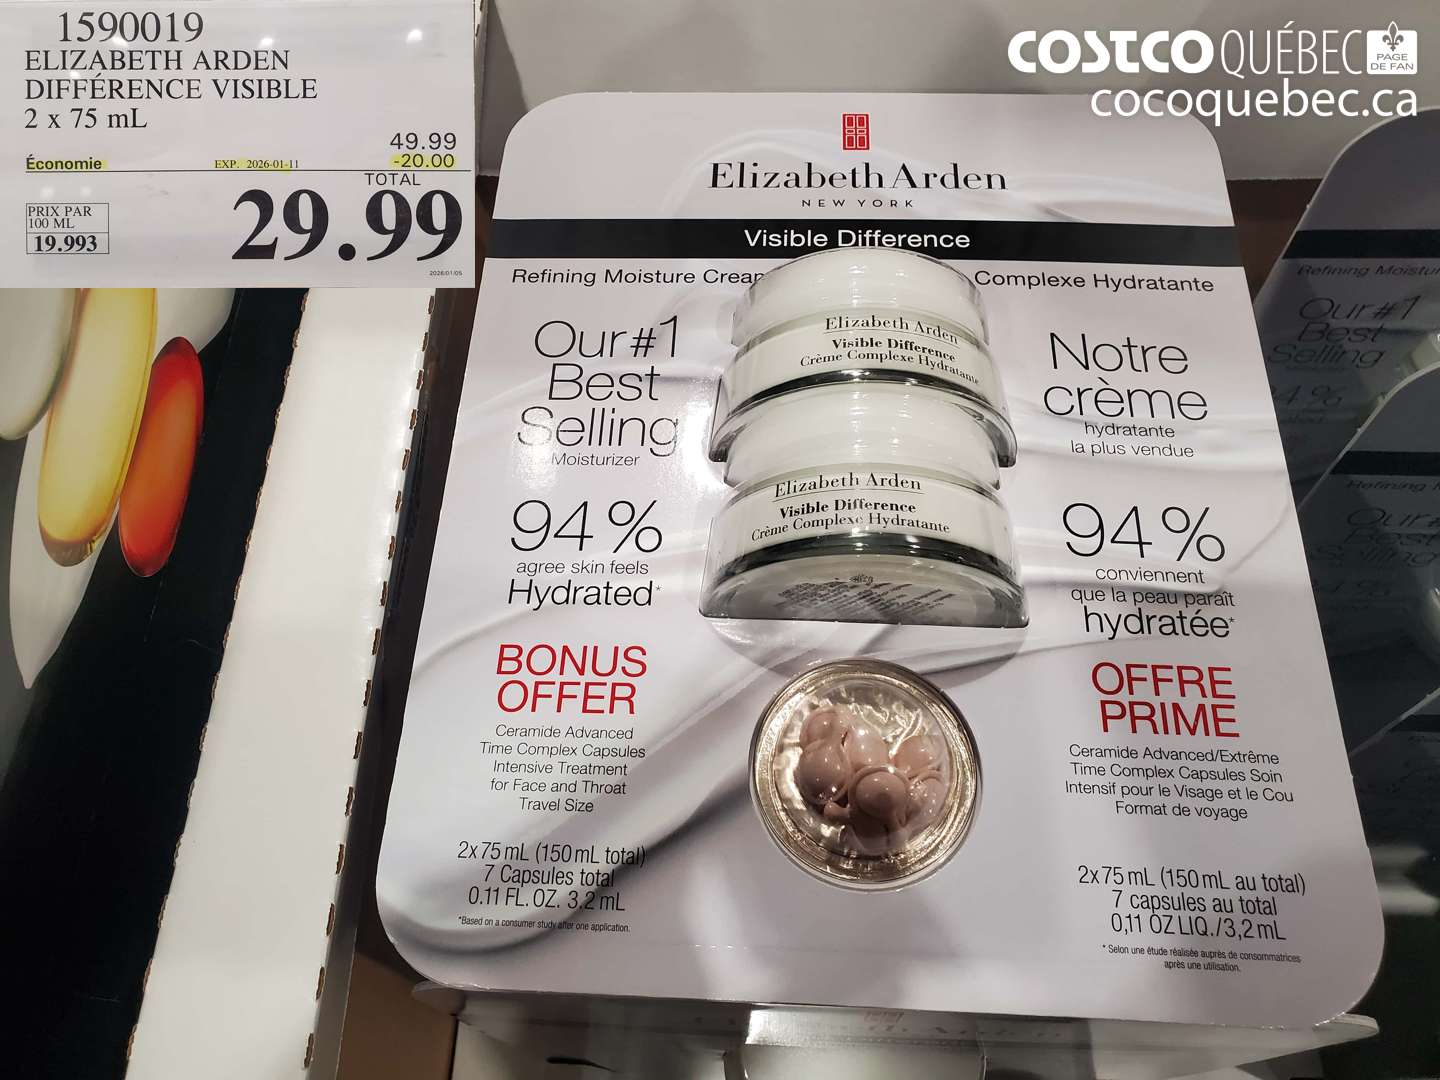 1590019
ELIZABETH ARDEN
DIFFÉRENCE VISIBLE
2 x 75 mL
49.99
Économie EXP. 2026-01-11 -20.00
TOTAL
PRIX PAR
100 ML
19.993
29.99
2026/01/05
COSTCO QUÉBEC PAGE DE FAN
cocoquebec.ca
Elizabeth Arden
NEW YORK
Visible Difference
Refining Moisture Cream
Complexe Hydratante
Our #1
Best
Selling
Moisturizer
94%
agree skin feels
Hydrated*
BONUS
OFFER
Ceramide Advanced
Time Complex Capsules
Intensive Treatment
for Face and Throat
Travel Size
2x75 mL (150 mL total)
7 Capsules total
0.11 FL. OZ. 3.2 mL
*Based on a consumer study after one application.
Elizabeth Arden
Visible Difference
Crème Complexe Hydratante
Elizabeth Arden
Visible Difference
Crème Complexe Hydratante
Notre
crème
hydratante
la plus vendue
94%
conviennent
que la peau paraît
hydratée*
OFFRE
PRIME
Ceramide Advanced/Extrême
Time Complex Capsules Soin
Intensif pour le Visage et le Cou
Format de voyage
2x75 mL (150 mL au total)
7 capsules au total
0,11 OZ LIQ./3,2 mL
* Selon une étude réalisée auprès de consommatrices
après une utilisation.
Refining Moistur
Our #1
Best
Selling
94%